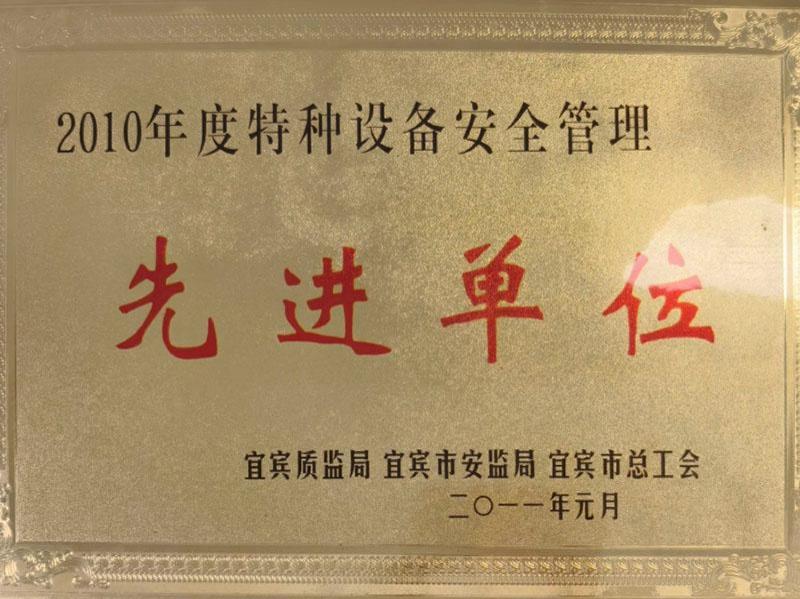 2010年度特种设备安全管理
先进单位
宜宾质监局 宜宾市安监局 宜宾市总工会
二〇一一年元月